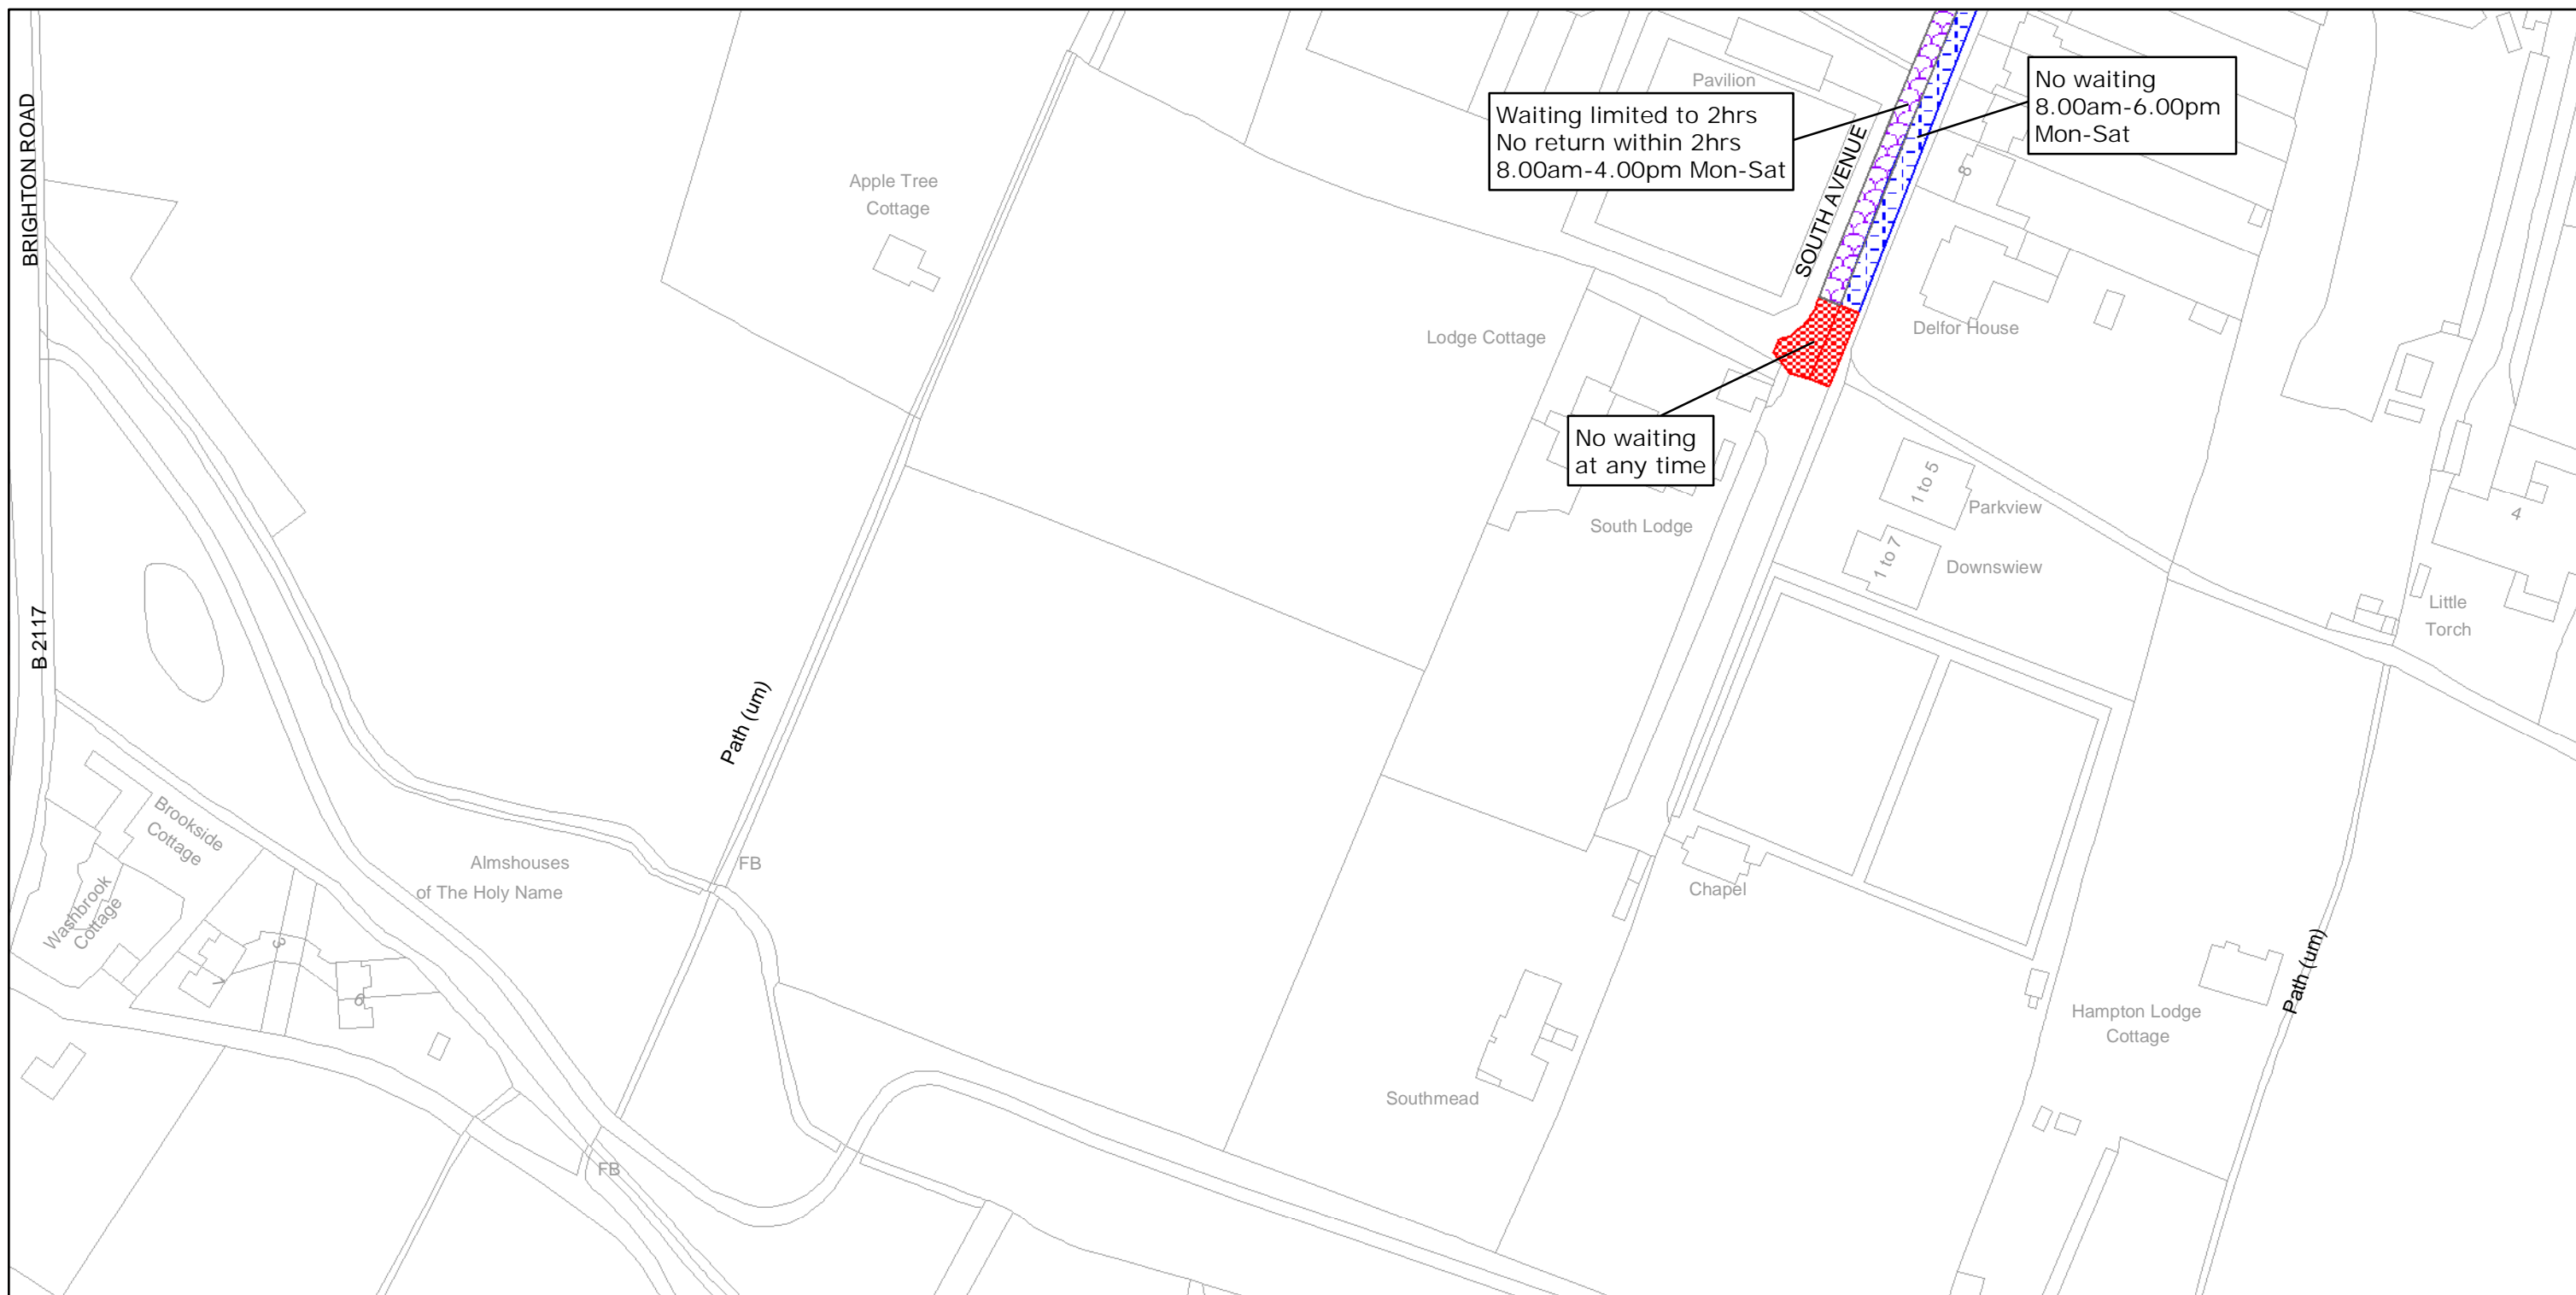 Pavilion
Waiting limited to 2hrs
No return within 2hrs
8.00am-4.00pm Mon-Sat
No waiting
8.00am-6.00pm
Mon-Sat
BRIGHTON ROAD
SOUTH AVENUE
Apple Tree
Cottage
8
Lodge Cottage
Delfor House
No waiting
at any time
1 to 5
Parkview
South Lodge
1 to 7
Downswiew
4
Little
Torch
B 2117
Path (um)
Brookside
Cottage
Almshouses
of The Holy Name
FB
Washbrook
Cottage
Chapel
3
7
6
Path (um)
Hampton Lodge
Cottage
Southmead
FB